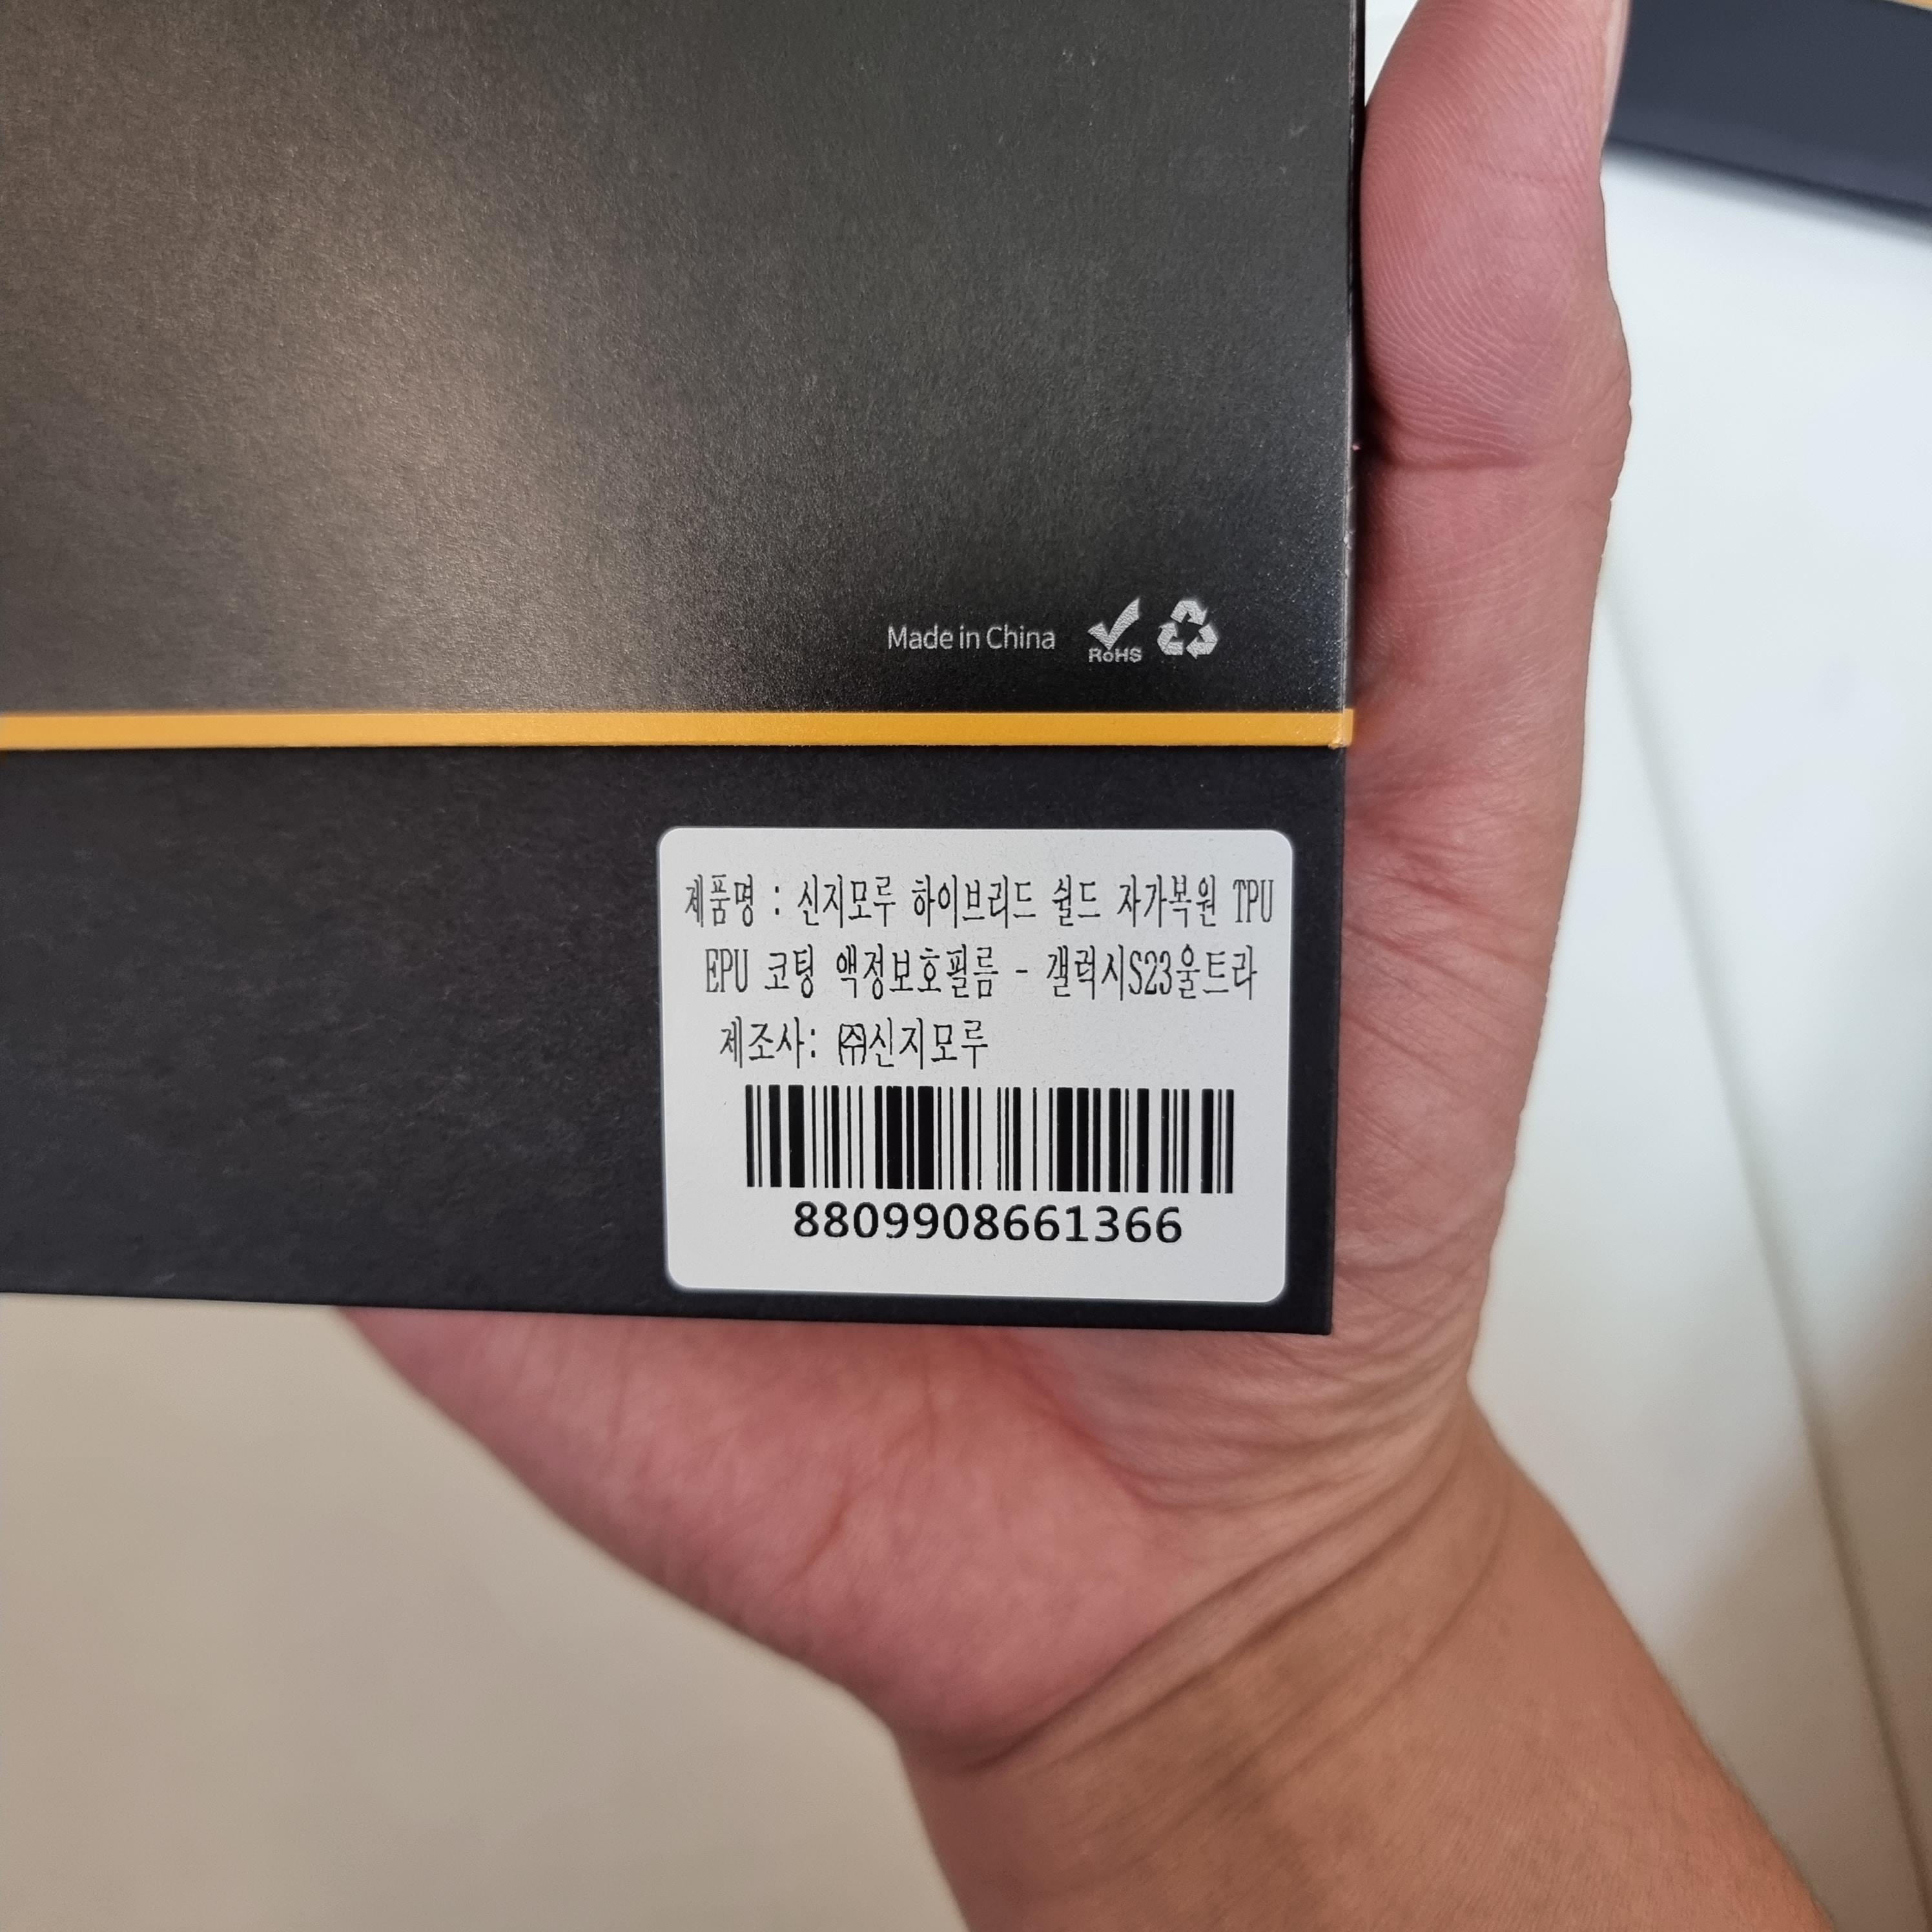 Made in China
RoHS
제품명 : 신지모루 하이브리드 쉴드 자가복원 TPU
EPU 코팅 액정보호필름 - 갤럭시S23울트라
제조사: ㈜신지모루
8809908661366